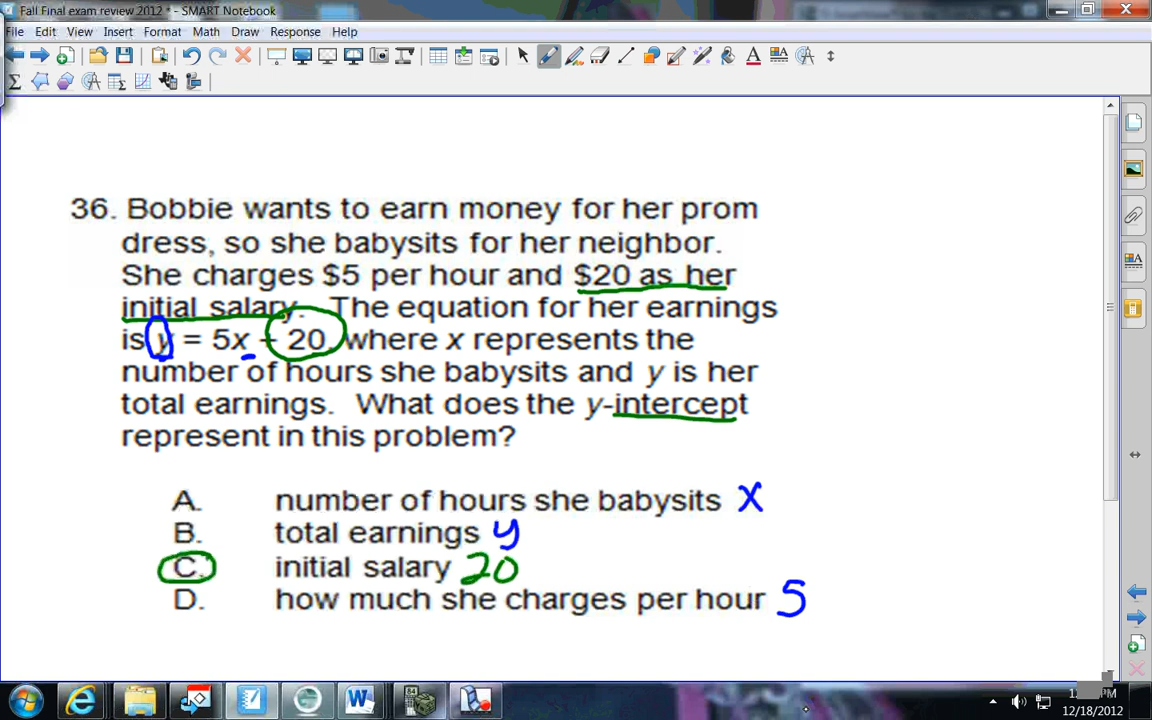 Fall Final exam review 2012 * - SMART Notebook
File Edit View Insert Format Math Draw Response Help
36. Bobbie wants to earn money for her prom
dress, so she babysits for her neighbor.
She charges $5 per hour and $20 as her
initial salary. The equation for her earnings
is y = 5x + 20, where x represents the
number of hours she babysits and y is her
total earnings. What does the y-intercept
represent in this problem?
A. number of hours she babysits x
B. total earnings y
C. initial salary 20
D. how much she charges per hour 5
PM
12/18/2012